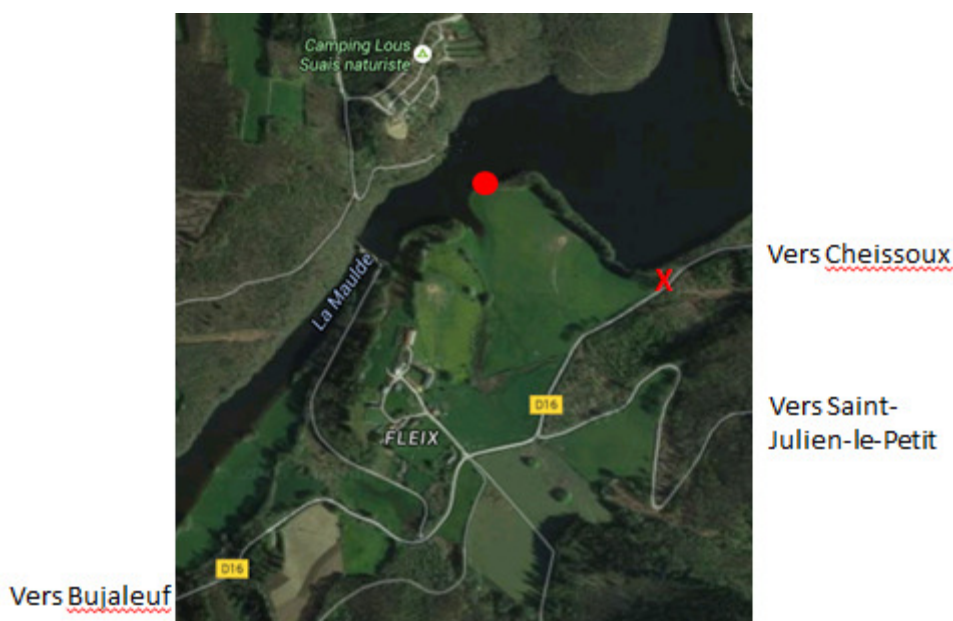 Camping Lous
Suais naturiste
La Maulde
X
Vers Cheissoux
D16
Vers Saint-
Julien-le-Petit
FLEIX
D16
Vers Bujaleuf